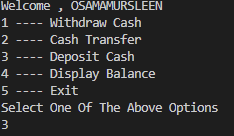 Welcome , OSAMAMURSLEEN
1 ---- Withdraw Cash
2 ---- Cash Transfer
3 ---- Deposit Cash
4 ---- Display Balance
5 ---- Exit
Select One Of The Above Options
3